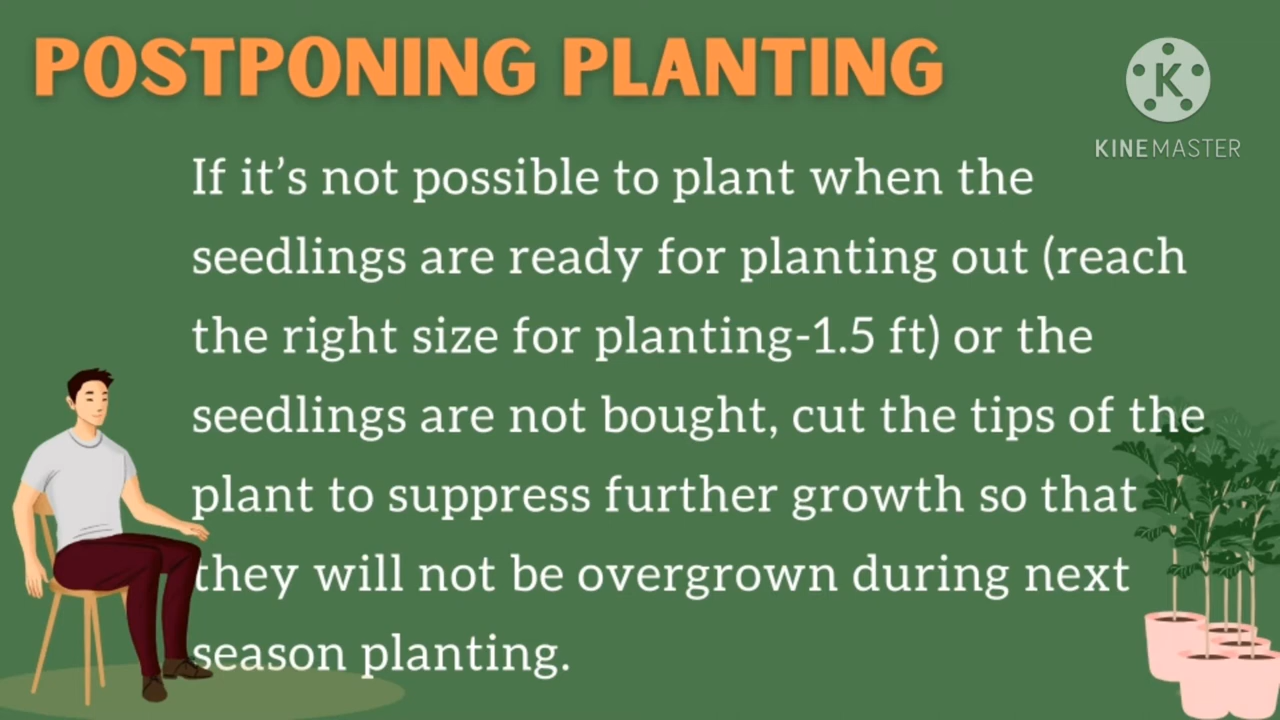 POSTPONING PLANTING
K
KINEMASTER
If it’s not possible to plant when the
seedlings are ready for planting out (reach
the right size for planting-1.5 ft) or the
seedlings are not bought, cut the tips of the
plant to suppress further growth so that
they will not be overgrown during next
season planting.